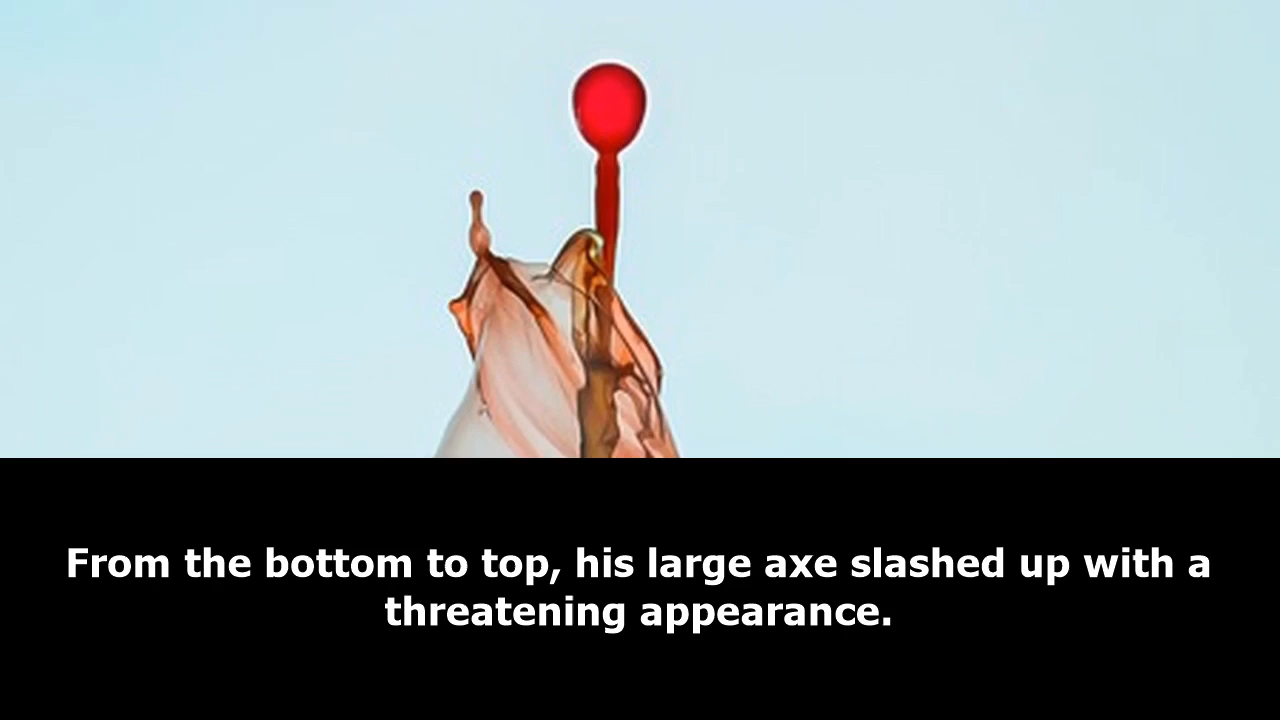 From the bottom to top, his large axe slashed up with a
threatening appearance.